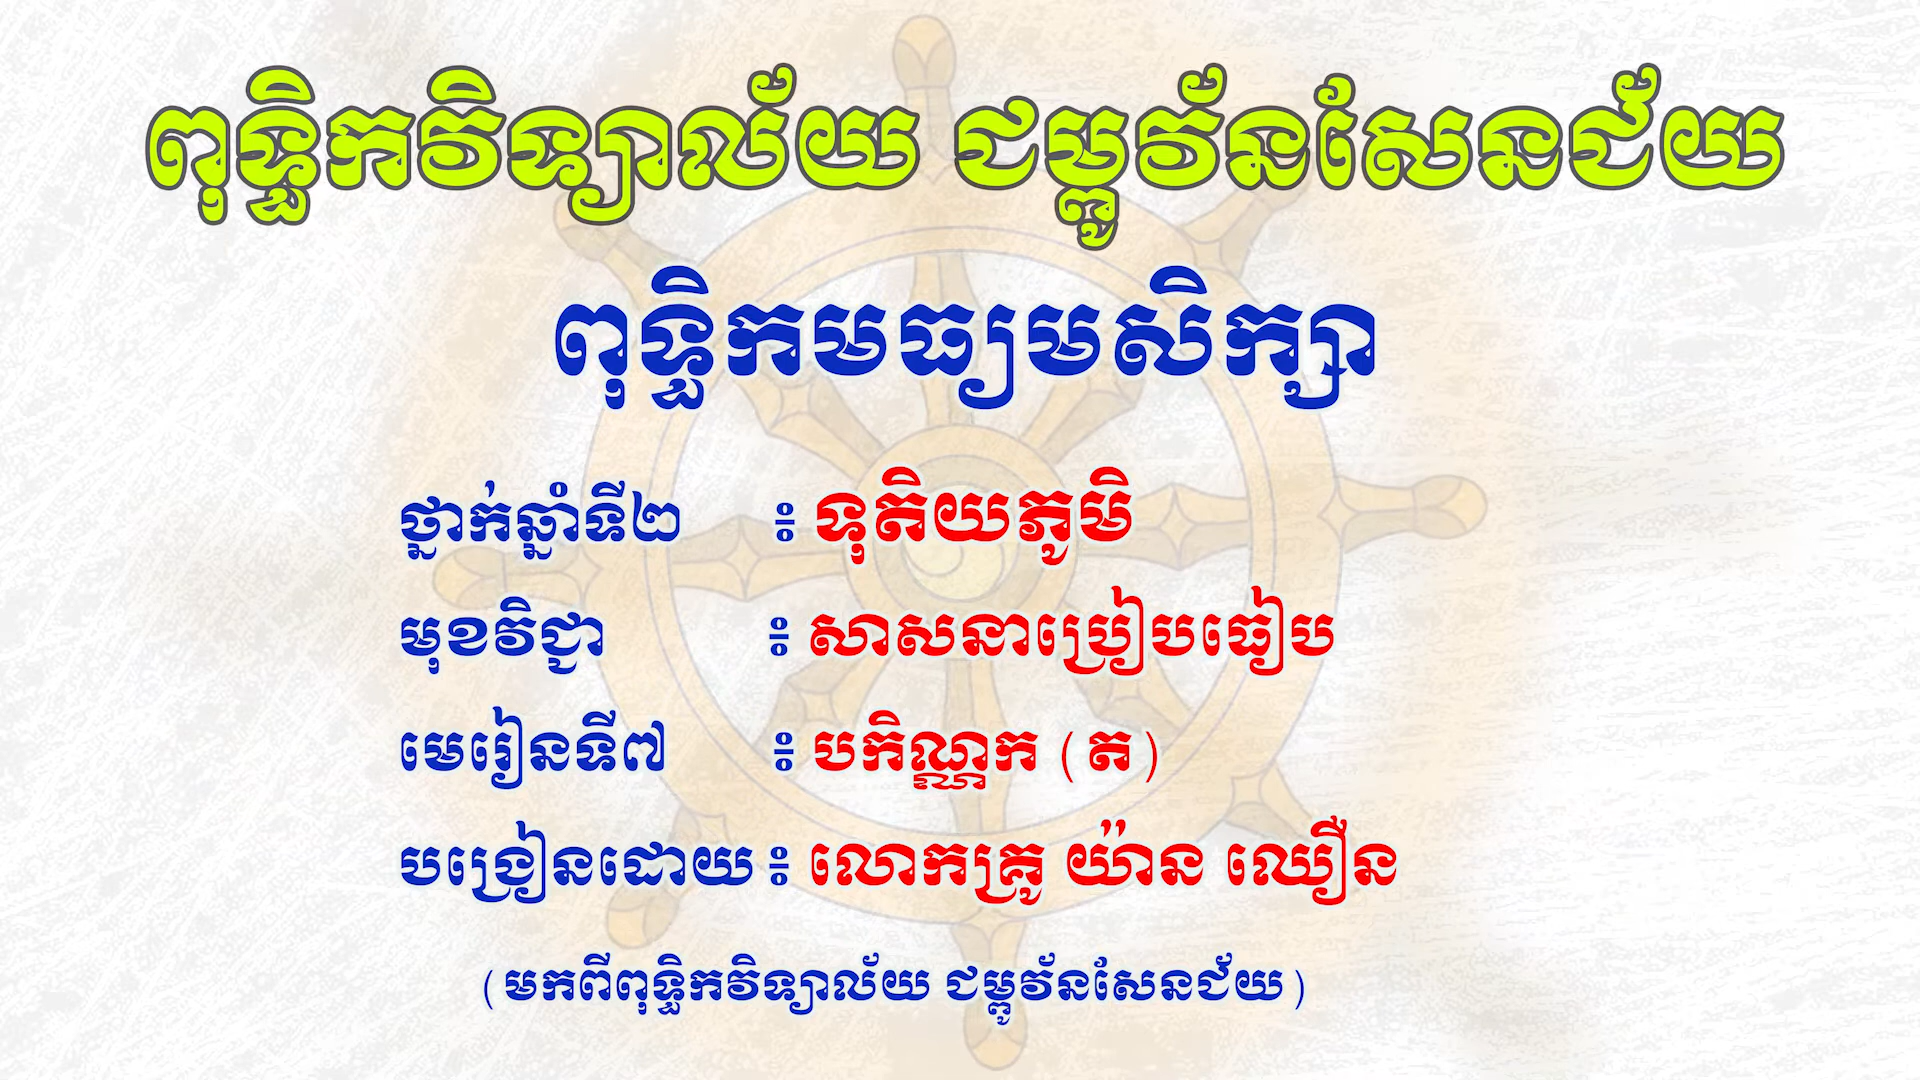 ពុទ្ធិកវិទ្យាល័យ ជម្ពូវ័នសែនជ័យ
ពុទ្ធិកមធ្យមសិក្សា
ថ្នាក់ឆ្នាំទី២ ៖ ទុតិយភូមិ
មុខវិជ្ជា ៖ សាសនាប្រៀបធៀប
មេរៀនទី៧ ៖ បកិណ្ណក (ត)
បង្រៀនដោយ ៖ លោកគ្រូ យ៉ាន ឈឿន
(មកពីពុទ្ធិកវិទ្យាល័យ ជម្ពូវ័នសែនជ័យ)